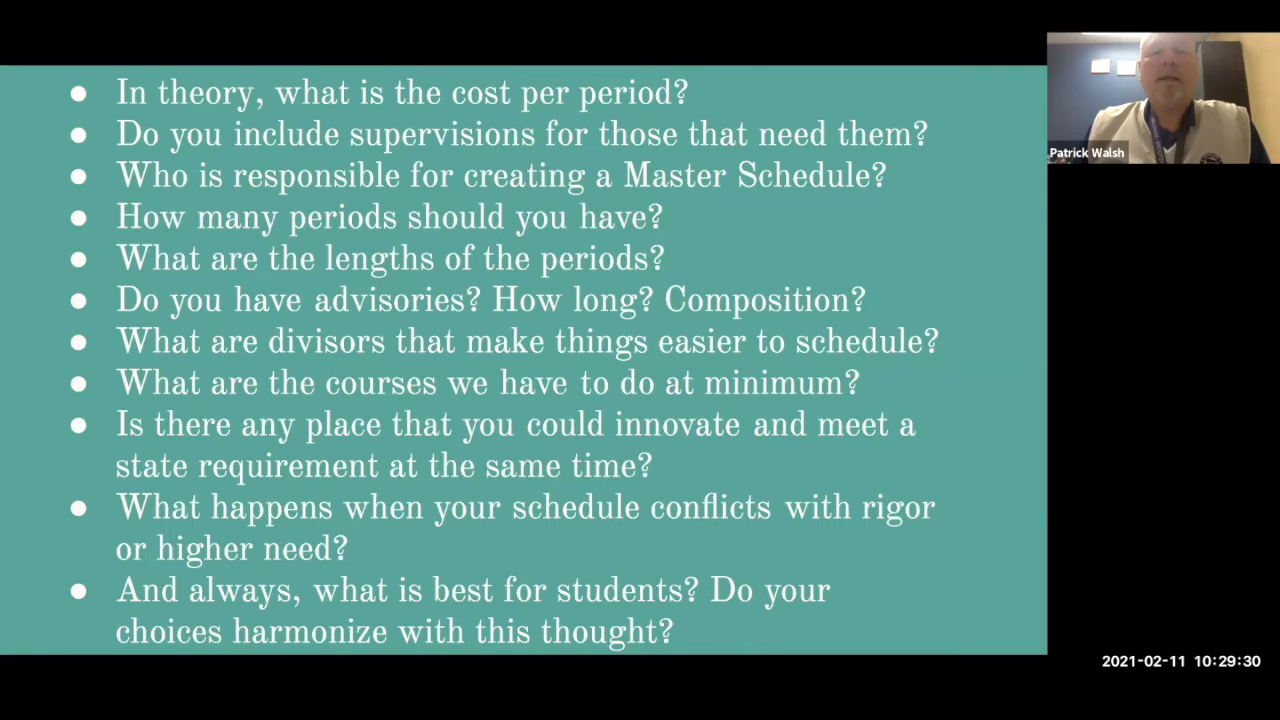 ● In theory, what is the cost per period?
● Do you include supervisions for those that need them?
● Who is responsible for creating a Master Schedule?
● How many periods should you have?
● What are the lengths of the periods?
● Do you have advisories? How long? Composition?
● What are divisors that make things easier to schedule?
● What are the courses we have to do at minimum?
● Is there any place that you could innovate and meet a
state requirement at the same time?
● What happens when your schedule conflicts with rigor
or higher need?
● And always, what is best for students? Do your
choices harmonize with this thought?
Patrick Walsh
2021-02-11 10:29:30